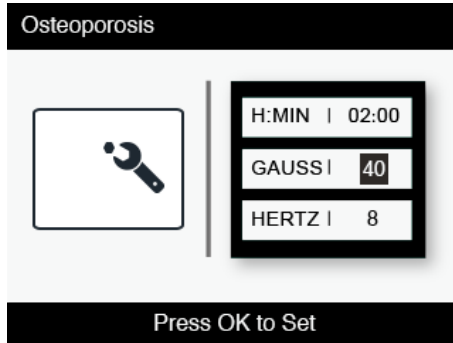 Osteoporosis
H:MIN | 02:00
GAUSS | 40
HERTZ | 8
Press OK to Set